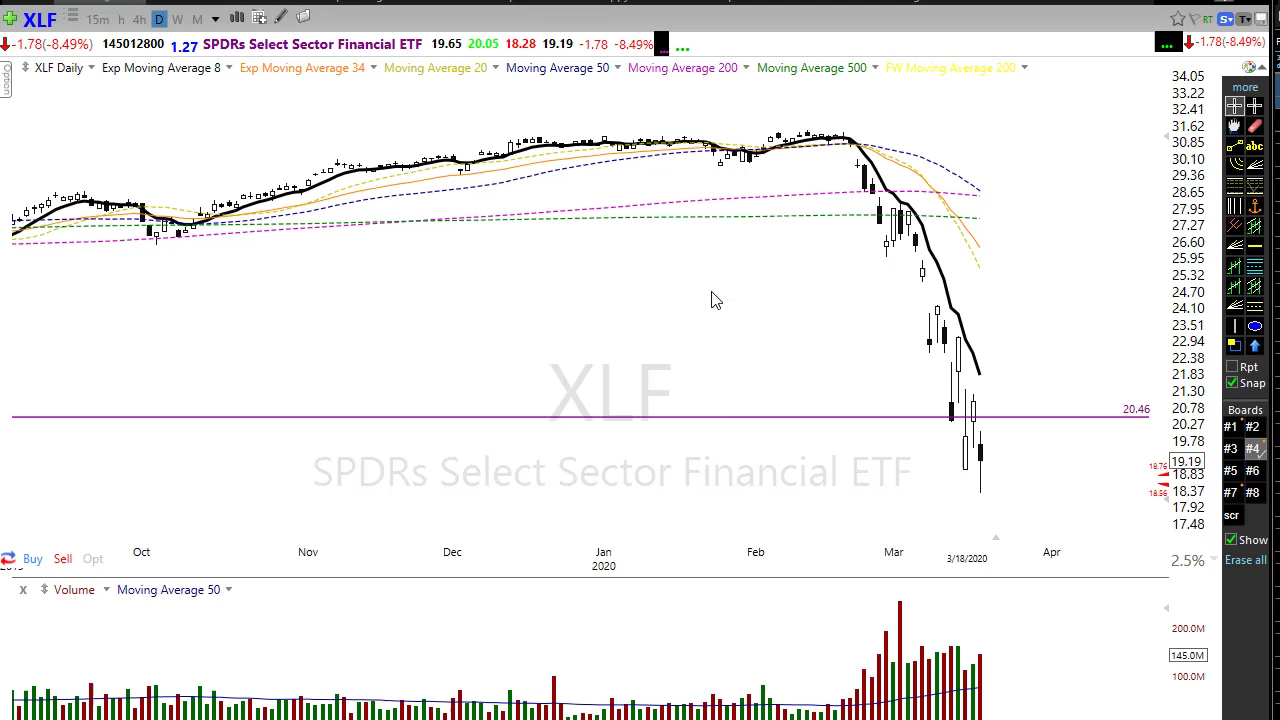 XLF 15m h 4h D W M RT S T
-1.78(-8.49%) 145012800 1.27 SPDRs Select Sector Financial ETF 19.65 20.05 18.28 19.19 -1.78 -8.49% ... ... ... -1.78(-8.49%)
Option
XLF Daily Exp Moving Average 8 Exp Moving Average 34 Moving Average 20 Moving Average 50 Moving Average 200 Moving Average 500 FW Moving Average 200
34.05
33.22
32.41
31.62
30.85
30.10
29.36
28.65
27.95
27.27
26.60
25.95
25.32
24.70
24.10
23.51
22.94
22.38
21.83
21.30
20.78
20.27
19.78
19.19
18.83
18.37
17.92
17.48
20.46
18.76
18.56
XLF
SPDRs Select Sector Financial ETF
more
abc
Rpt
Snap
Boards
#1 #2
#3 #4
#5 #6
#7 #8
scr
Show
Erase all
Oct Nov Dec Jan Feb Mar Apr
2020 3/18/2020
Buy Sell Opt 2.5%
X Volume Moving Average 50
200.0M
145.0M
100.0M